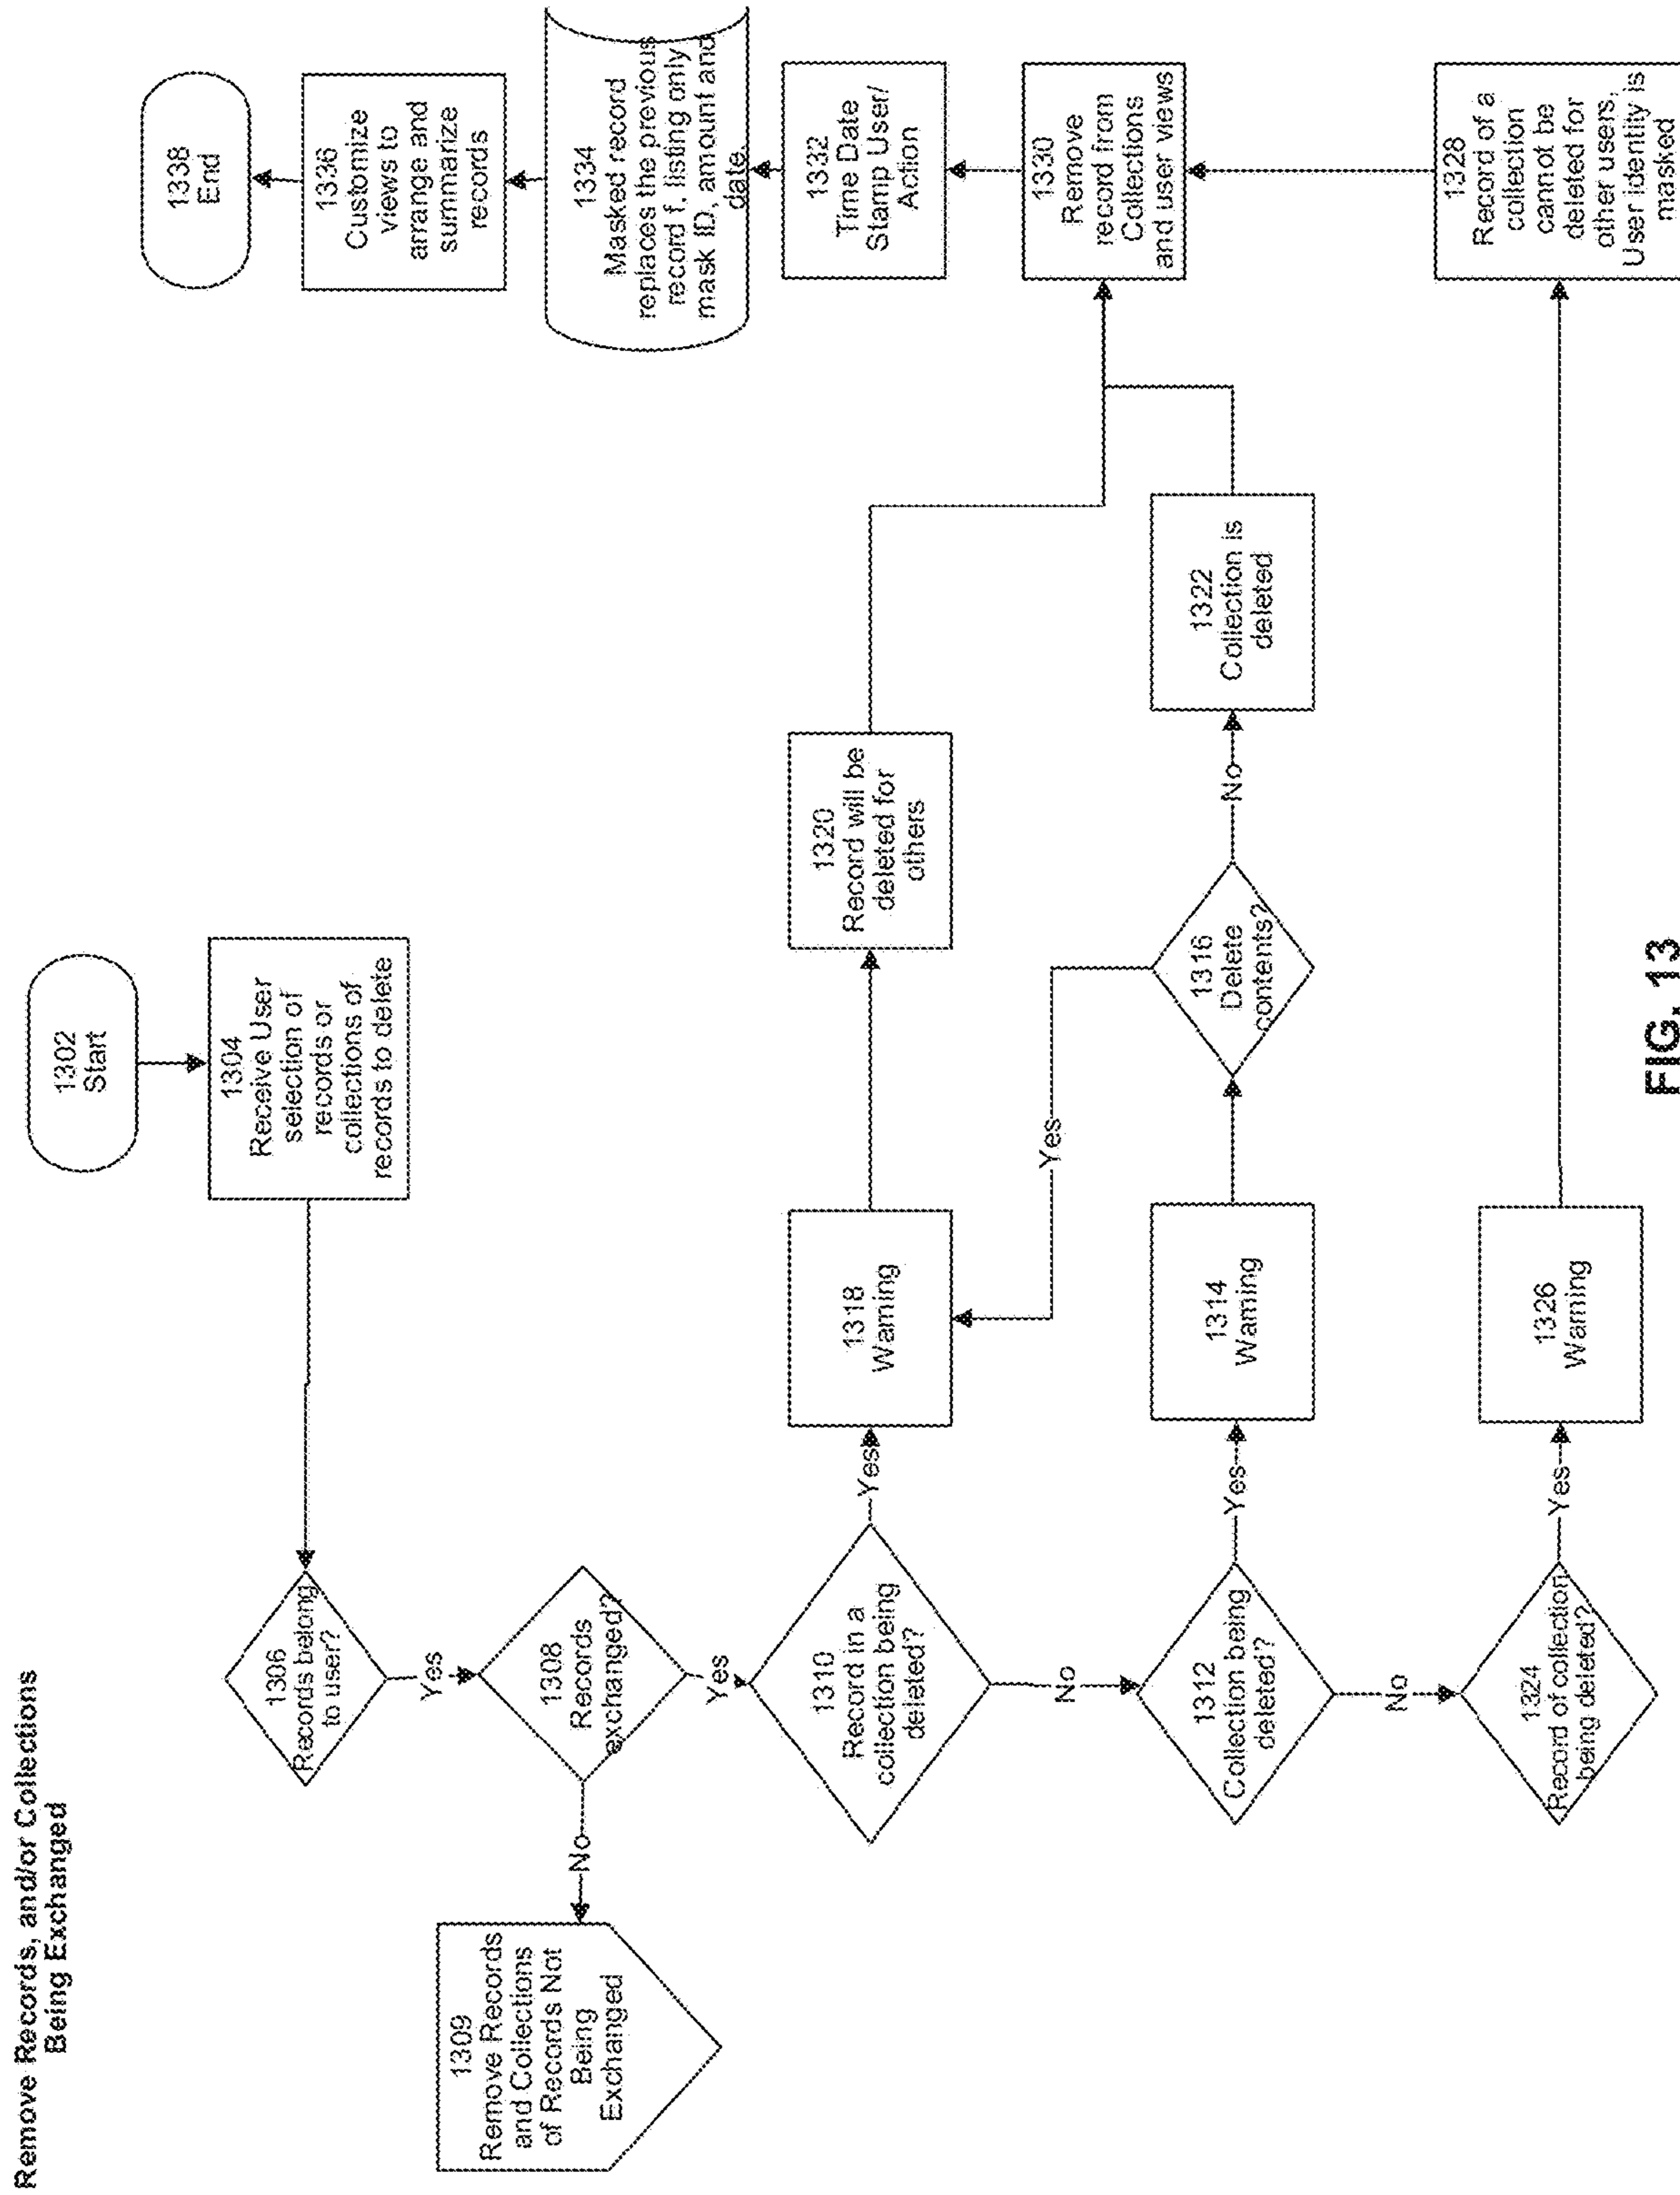 Remove Records, and/or Collections
Being Exchanged
1302
Start
1304
Receive User
selection of
records or
collections of
records to delete
1306
Records belong
to user?
Yes
1308
Records
exchanged?
No
1309
Remove Records
and Collections
of Records Not
Being
Exchanged
Yes
1310
Record in a
collection being
deleted?
Yes
1318
Warning
1320
Record will be
deleted for
others
No
1312
Collection being
deleted?
Yes
1314
Warning
1316
Delete
contents?
Yes
No
1322
Collection is
deleted
No
1324
Record of collection
being deleted?
Yes
1326
Warning
1328
Record of a
collection
cannot be
deleted for
other users,
User identity is
masked
1330
Remove
record from
Collections
and user views
1332
Time Date
Stamp User/
Action
1334
Masked record
replaces the previous
record f, listing only
mask ID, amount and
date.
1336
Customize
views to
arrange and
summarize
records
1338
End
FIG. 13